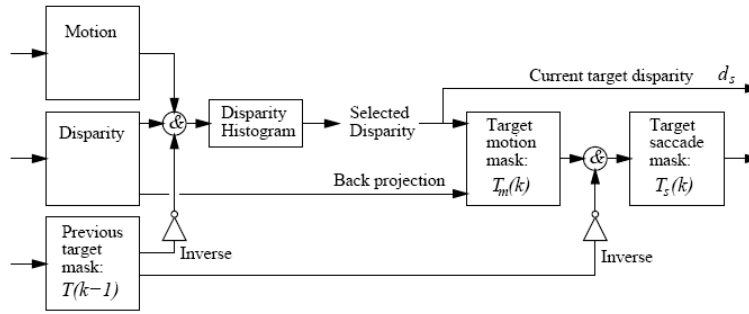 Motion
Disparity
Previous
target
mask:
T(k−1)
&
Inverse
Disparity
Histogram
Selected
Disparity
Back projection
Current target disparity d_s
Target
motion
mask:
T_m(k)
&
Inverse
Target
saccade
mask:
T_s(k)